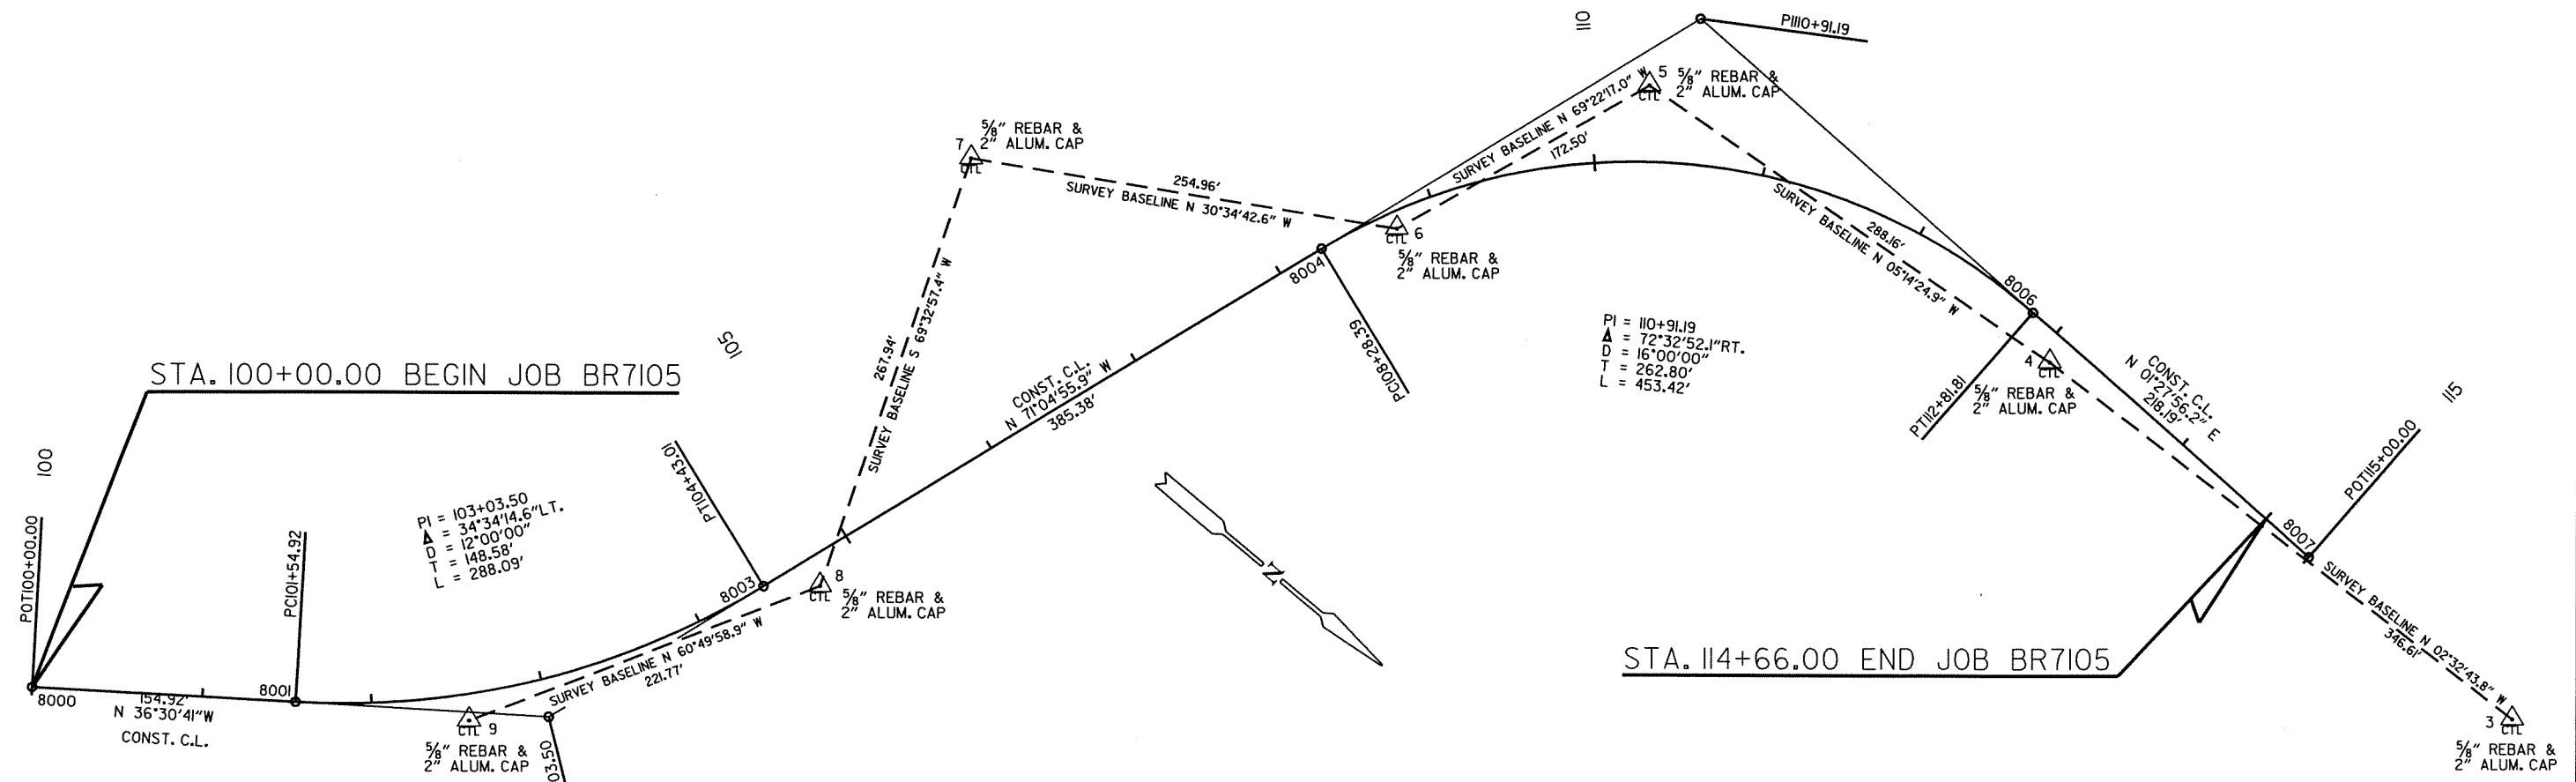 STA. 100+00.00 BEGIN JOB BR7105
100
POT100+00.00
8000
154.92'
N 36°30'41"W
CONST. C.L.
8001
PC101+54.92
PI = 103+03.50
Δ = 34°34'14.6"LT.
D = 12°00'00"
T = 148.58'
L = 288.09'
CTL 9
5/8" REBAR &
2" ALUM. CAP
03.50
SURVEY BASELINE N 60°49'58.9" W
221.77'
8003
PT104+43.01
105
CTL
8
5/8" REBAR &
2" ALUM. CAP
267.94'
SURVEY BASELINE S 69°32'57.4" W
7
CTL
5/8" REBAR &
2" ALUM. CAP
254.96'
SURVEY BASELINE N 30°34'42.6" W
CONST. C.L.
N 71°04'55.9" W
385.38'
8004
PC108+28.39
CTL 6
5/8" REBAR &
2" ALUM. CAP
SURVEY BASELINE N 69°22'17.0" W
172.50'
110
PI110+91.19
5
CTL
5/8" REBAR &
2" ALUM. CAP
288.16'
SURVEY BASELINE N 05°14'24.9" W
PI = 110+91.19
Δ = 72°32'52.1"RT.
D = 16°00'00"
T = 262.80'
L = 453.42'
8006
PT112+81.81
4
CTL
5/8" REBAR &
2" ALUM. CAP
CONST. C.L.
N 01°27'56.2" E
218.19'
115
POT115+00.00
8007
N
STA. 114+66.00 END JOB BR7105
SURVEY BASELINE N 02°32'43.8" W
346.61'
3
CTL
5/8" REBAR &
2" ALUM. CAP